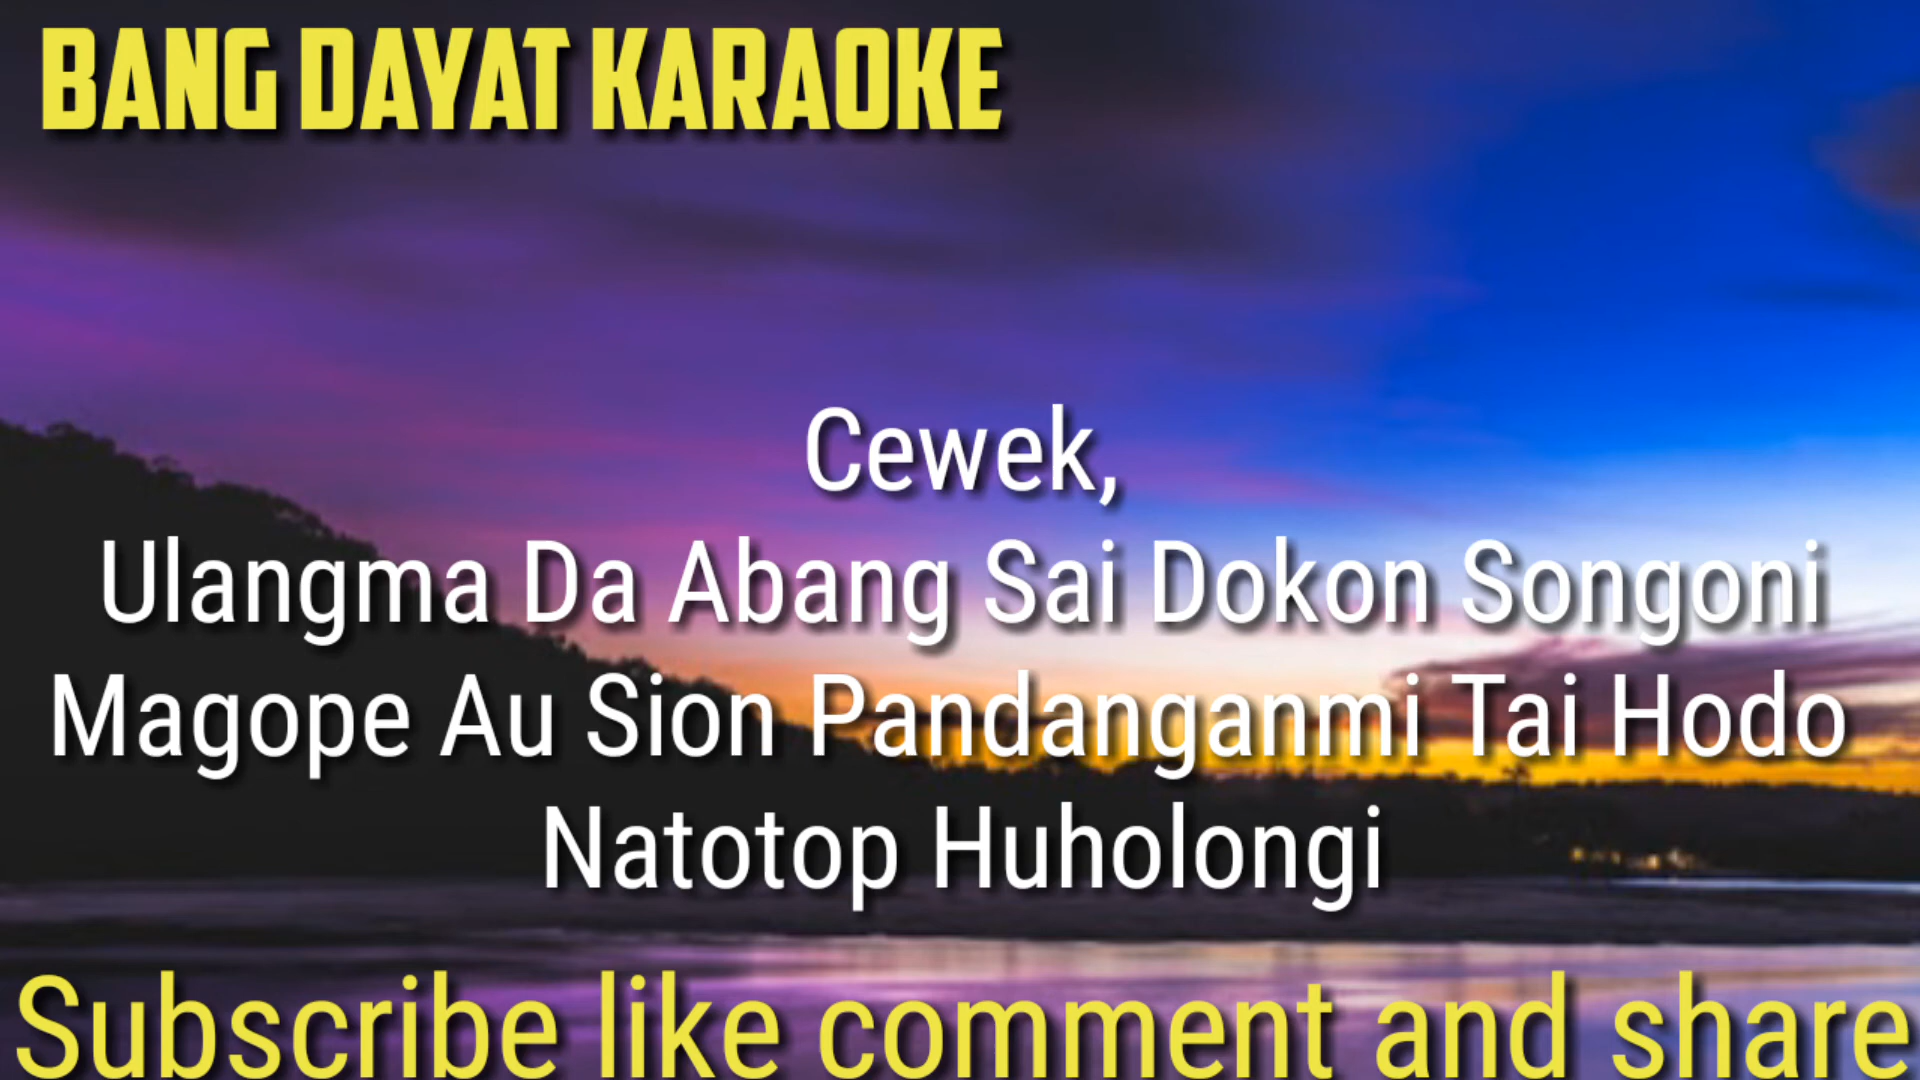 BANG DAYAT KARAOKE
Cewek,
Ulangma Da Abang Sai Dokon Songoni
Magope Au Sion Pandanganmi Tai Hodo
Natotop Huholongi
Subscribe like comment and share